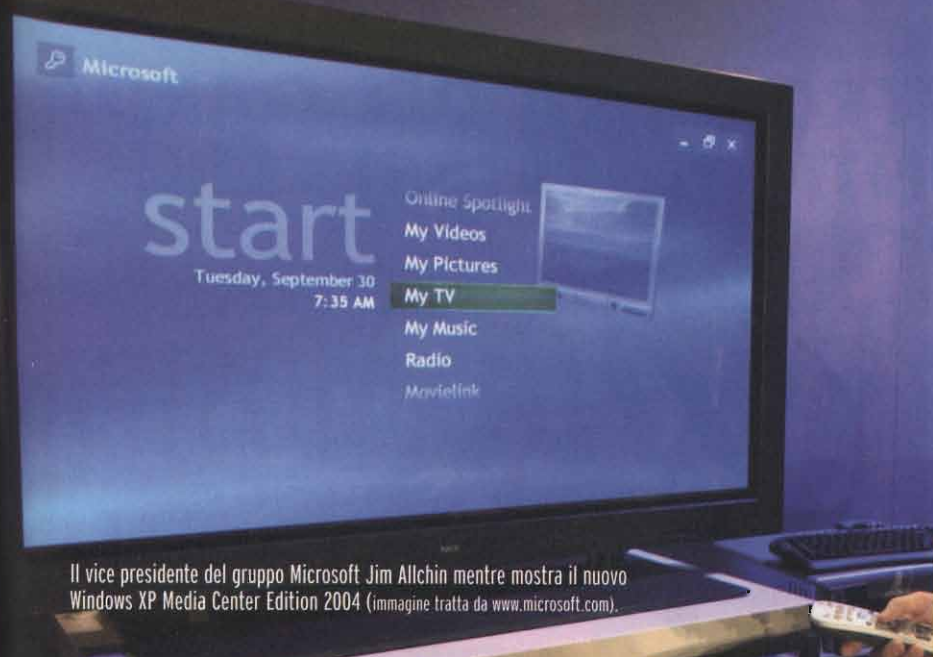 Microsoft
Online Spotlight
start
My Videos
My Pictures
Tuesday, September 30
My TV
7:35 AM
My Music
Radio
Movielink
NEC
Il vice presidente del gruppo Microsoft Jim Allchin mentre mostra il nuovo
Windows XP Media Center Edition 2004 (immagine tratta da www.microsoft.com).